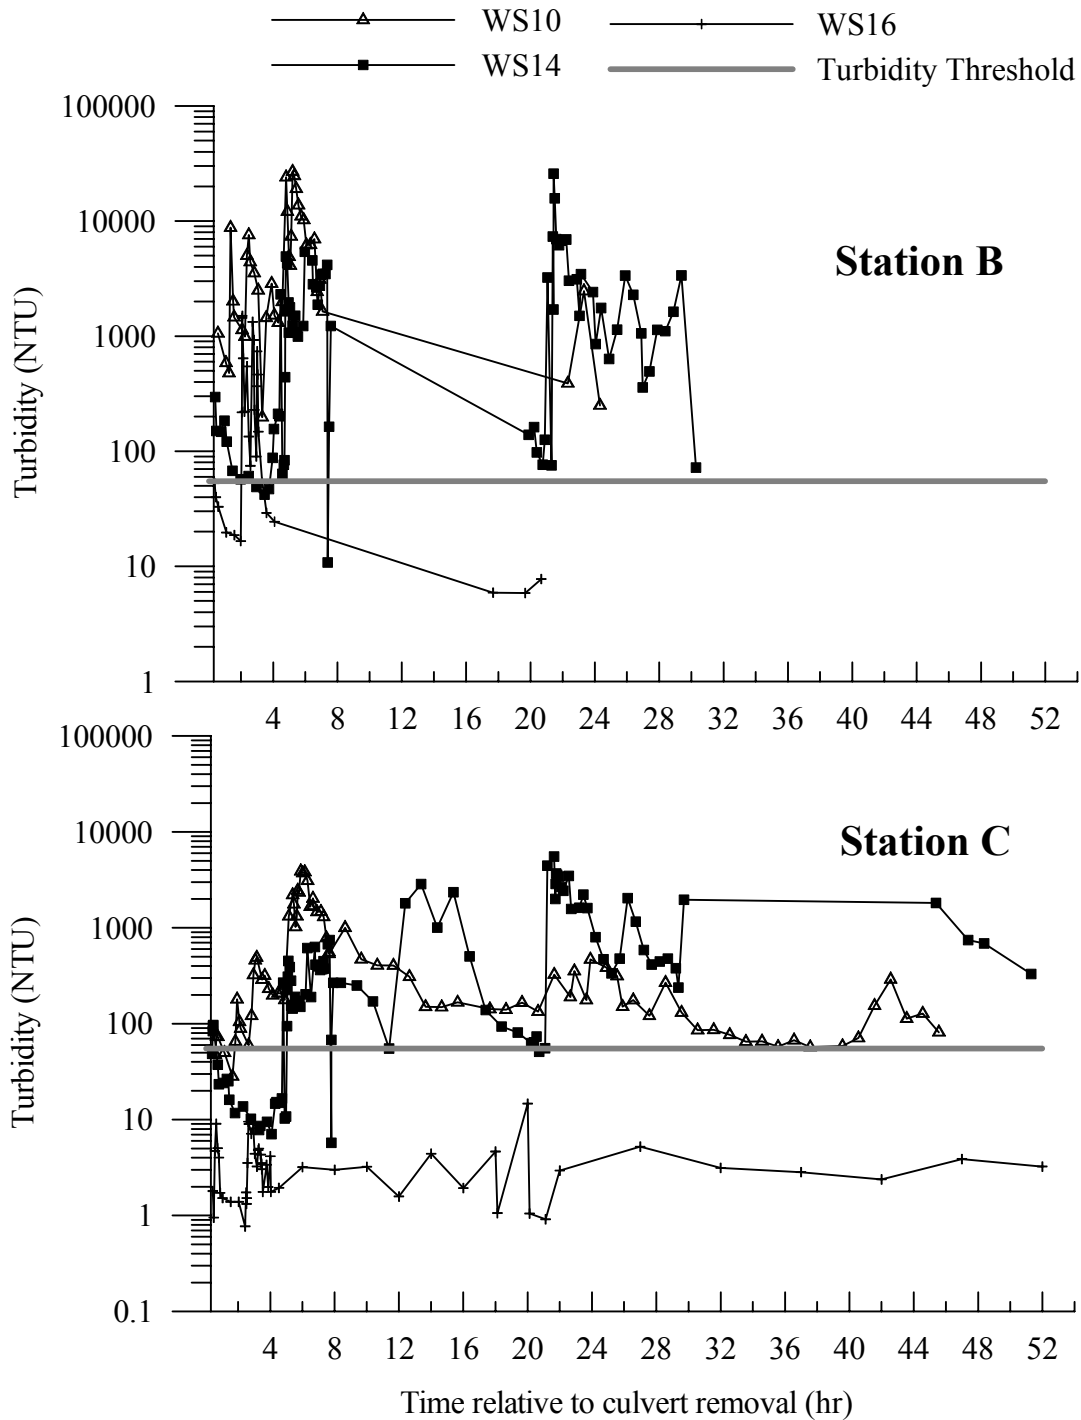 WS10 WS16
WS14 Turbidity Threshold
100000
10000
1000
100
10
1
Turbidity (NTU)
Station B
4 8 12 16 20 24 28 32 36 40 44 48 52
100000
10000
1000
100
10
1
0.1
Turbidity (NTU)
Station C
4 8 12 16 20 24 28 32 36 40 44 48 52
Time relative to culvert removal (hr)